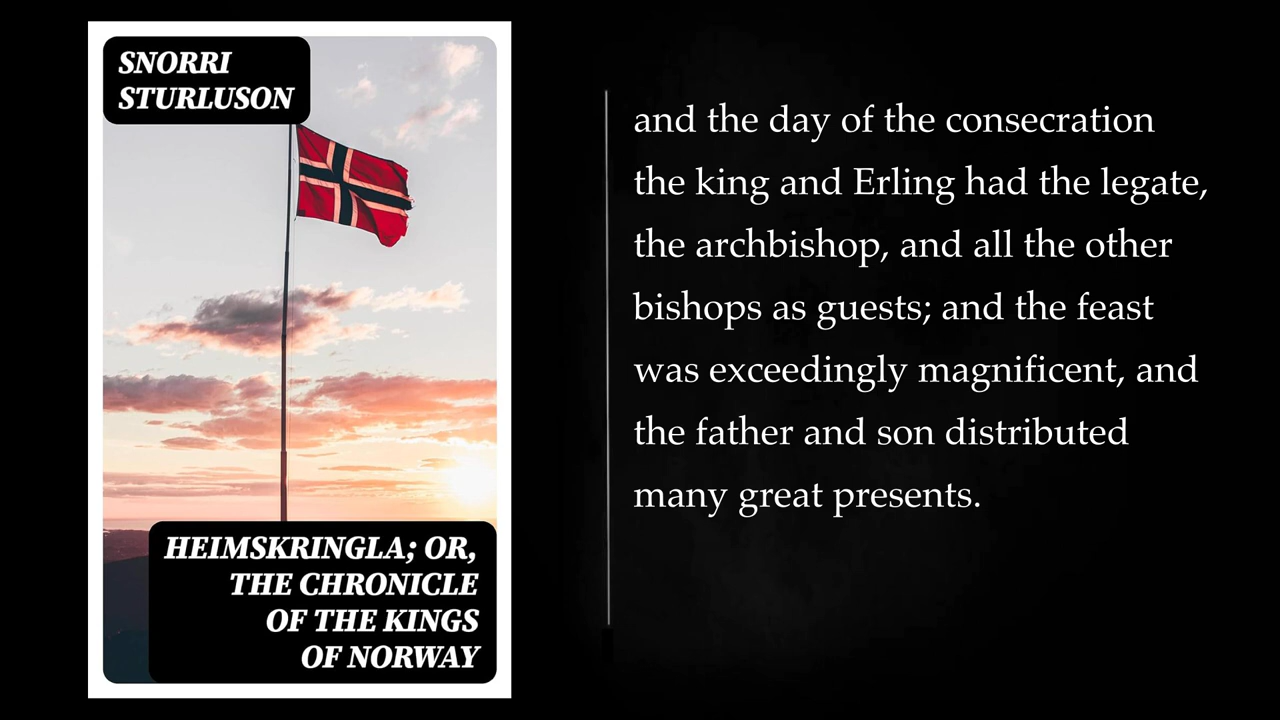 SNORRI
STURLUSON
HEIMSKRINGLA; OR,
THE CHRONICLE
OF THE KINGS
OF NORWAY
and the day of the consecration
the king and Erling had the legate,
the archbishop, and all the other
bishops as guests; and the feast
was exceedingly magnificent, and
the father and son distributed
many great presents.